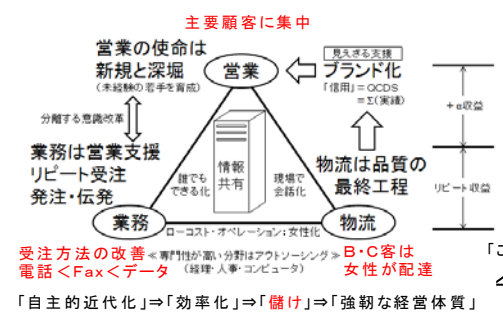 主要顧客に集中
営業の使命は
新規と深堀
(未経験の若手を育成)
営業
見えざる支援
ブランド化
「信用」=QCDS
=Σ(実績)
+α収益
分離する意識改革
業務は営業支援
リピート受注
発注・伝発
誰でも
できる化
情報
共有
現場で
会話化
物流は品質の
最終工程
リピート収益
業務
ローコスト・オペレーション:女性化
物流
受注方法の改善
電話<Fax<データ
≪専門性が高い分野はアウトソーシング≫
(経理・人事・コンピュータ)
B・C客は
女性が配達
「自主的近代化」⇒「効率化」⇒「儲け」⇒「強靭な経営体質」